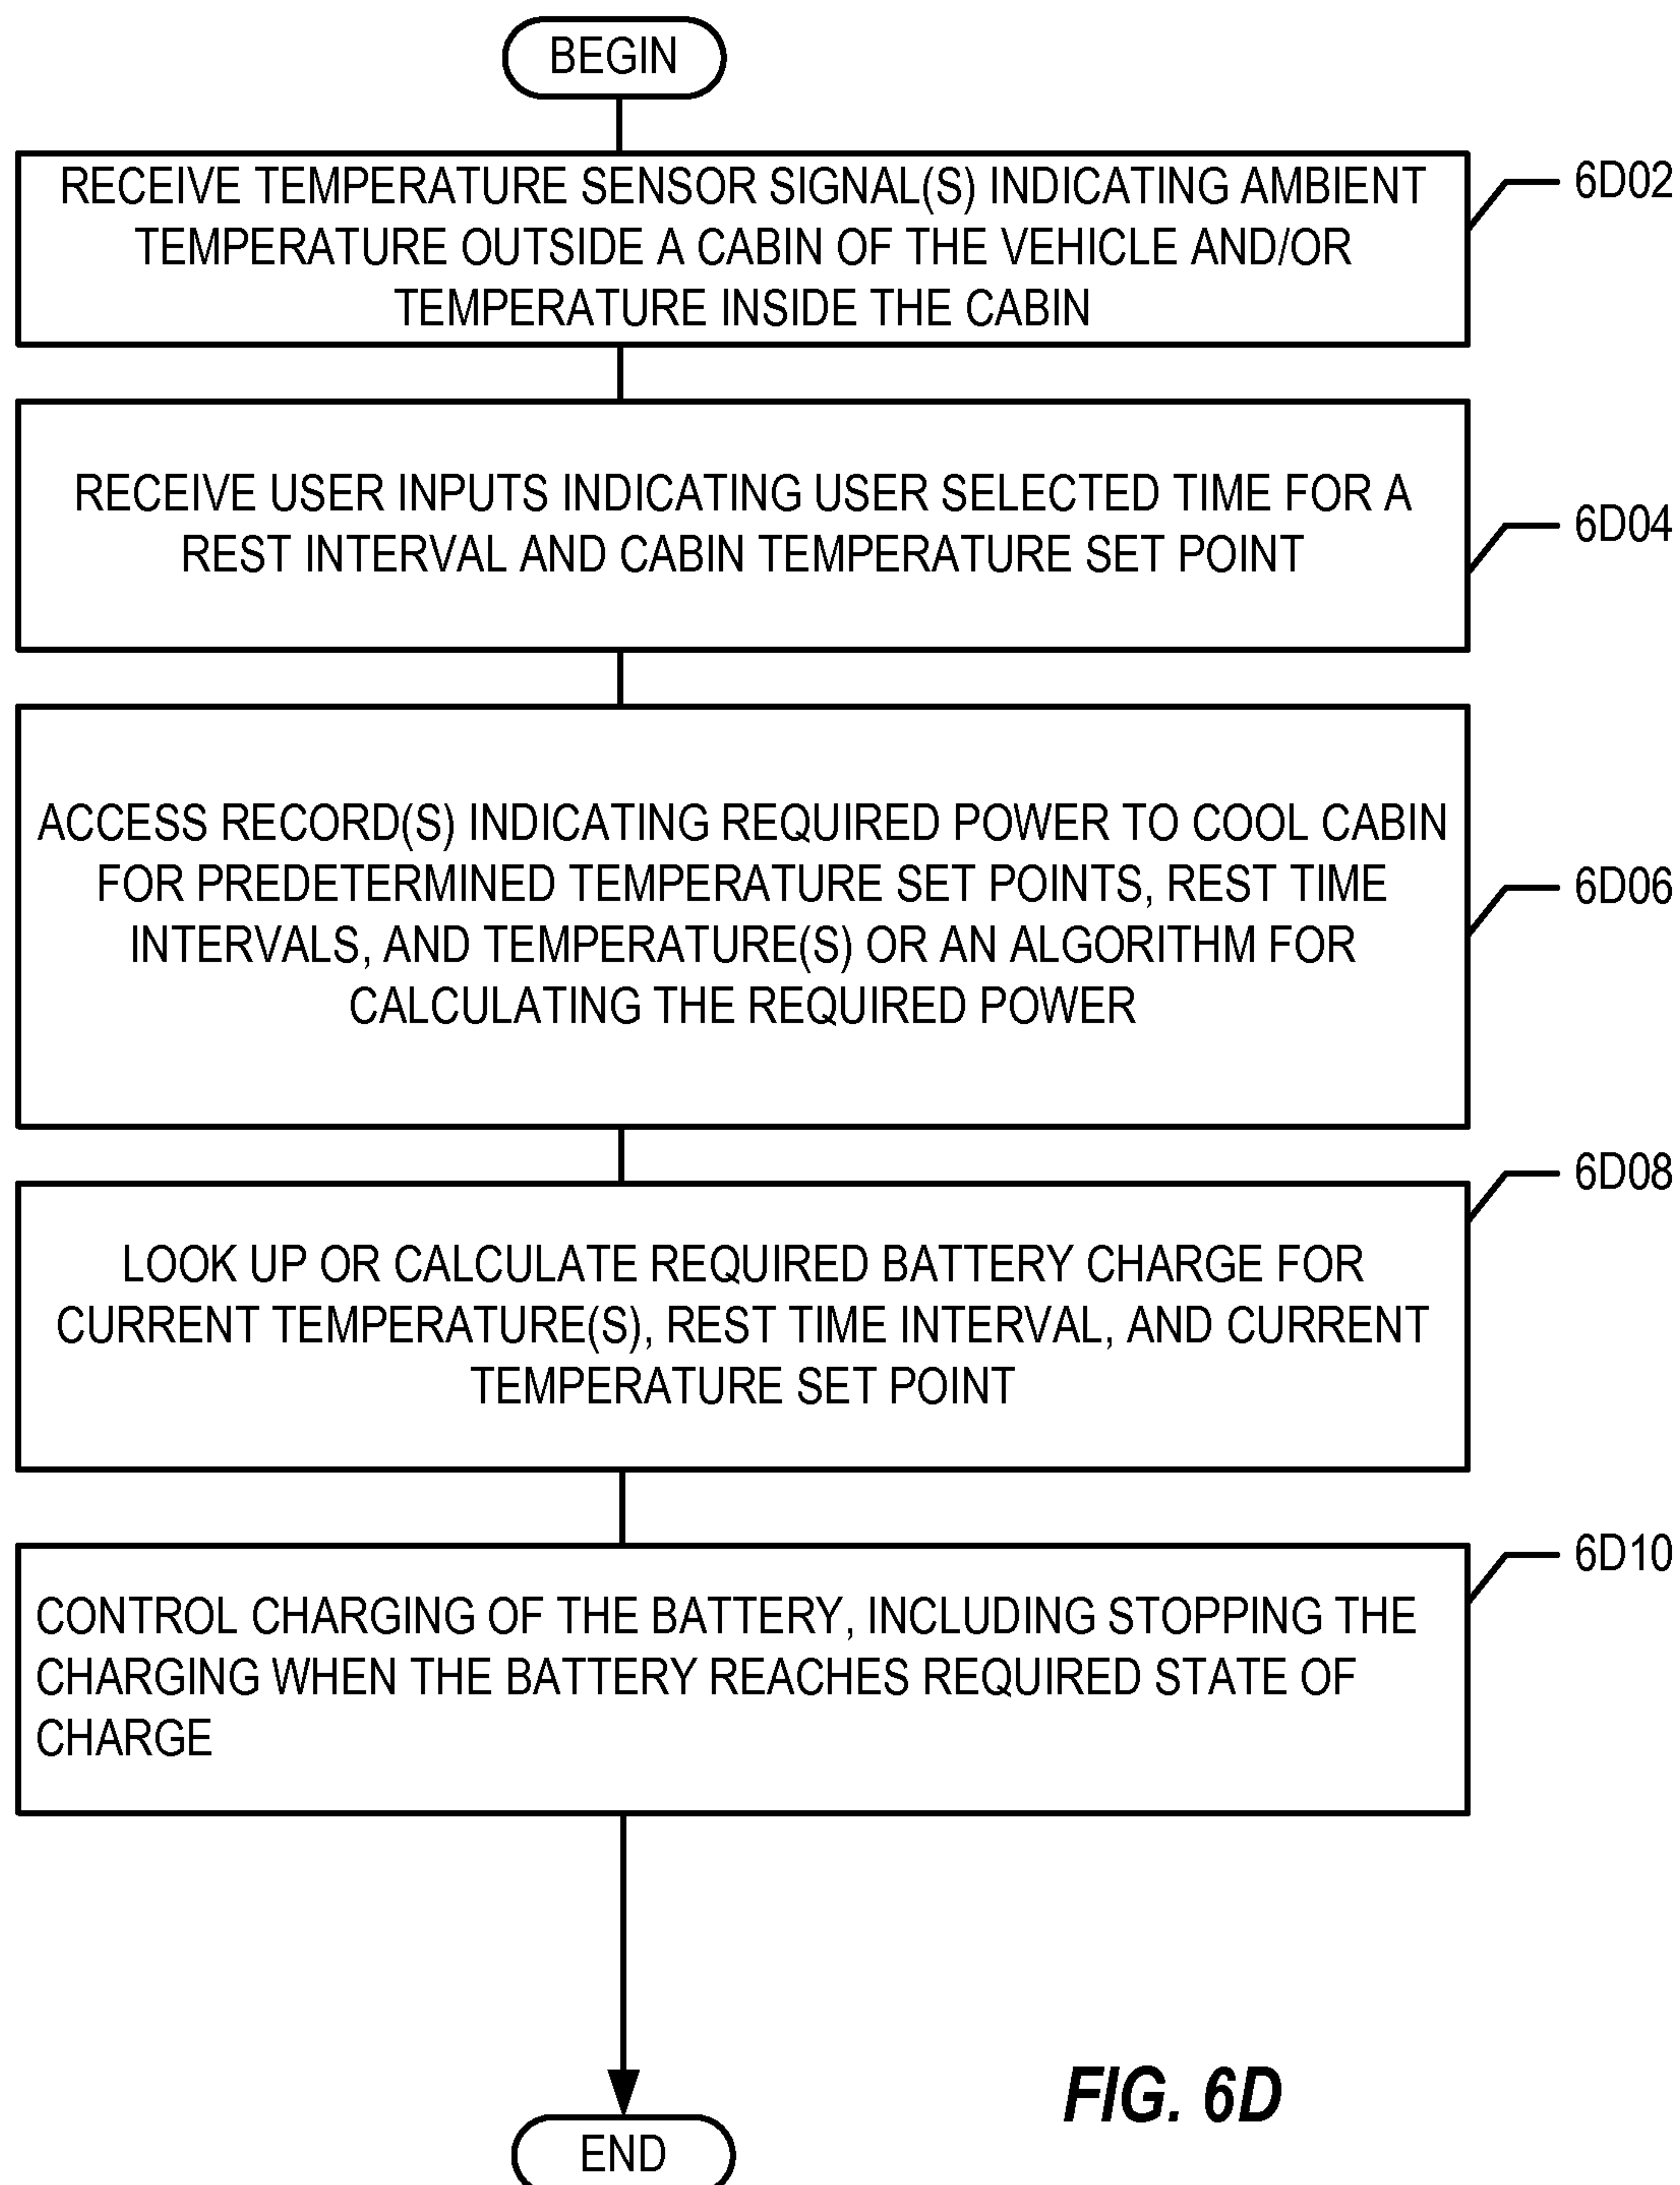 BEGIN
RECEIVE TEMPERATURE SENSOR SIGNAL(S) INDICATING AMBIENT
TEMPERATURE OUTSIDE A CABIN OF THE VEHICLE AND/OR
TEMPERATURE INSIDE THE CABIN
6D02
RECEIVE USER INPUTS INDICATING USER SELECTED TIME FOR A
REST INTERVAL AND CABIN TEMPERATURE SET POINT
6D04
ACCESS RECORD(S) INDICATING REQUIRED POWER TO COOL CABIN
FOR PREDETERMINED TEMPERATURE SET POINTS, REST TIME
INTERVALS, AND TEMPERATURE(S) OR AN ALGORITHM FOR
CALCULATING THE REQUIRED POWER
6D06
LOOK UP OR CALCULATE REQUIRED BATTERY CHARGE FOR
CURRENT TEMPERATURE(S), REST TIME INTERVAL, AND CURRENT
TEMPERATURE SET POINT
6D08
CONTROL CHARGING OF THE BATTERY, INCLUDING STOPPING THE
CHARGING WHEN THE BATTERY REACHES REQUIRED STATE OF
CHARGE
6D10
FIG. 6D
END